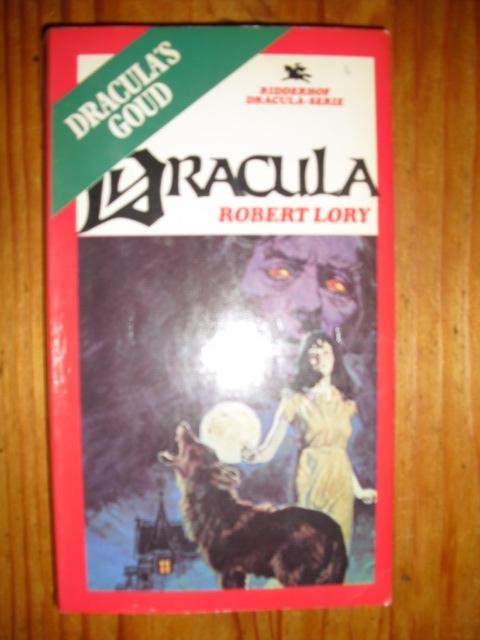 DRACULA'S
GOUD
RIDDERHOF
DRACULA-SERIE
DRACULA
ROBERT LORY